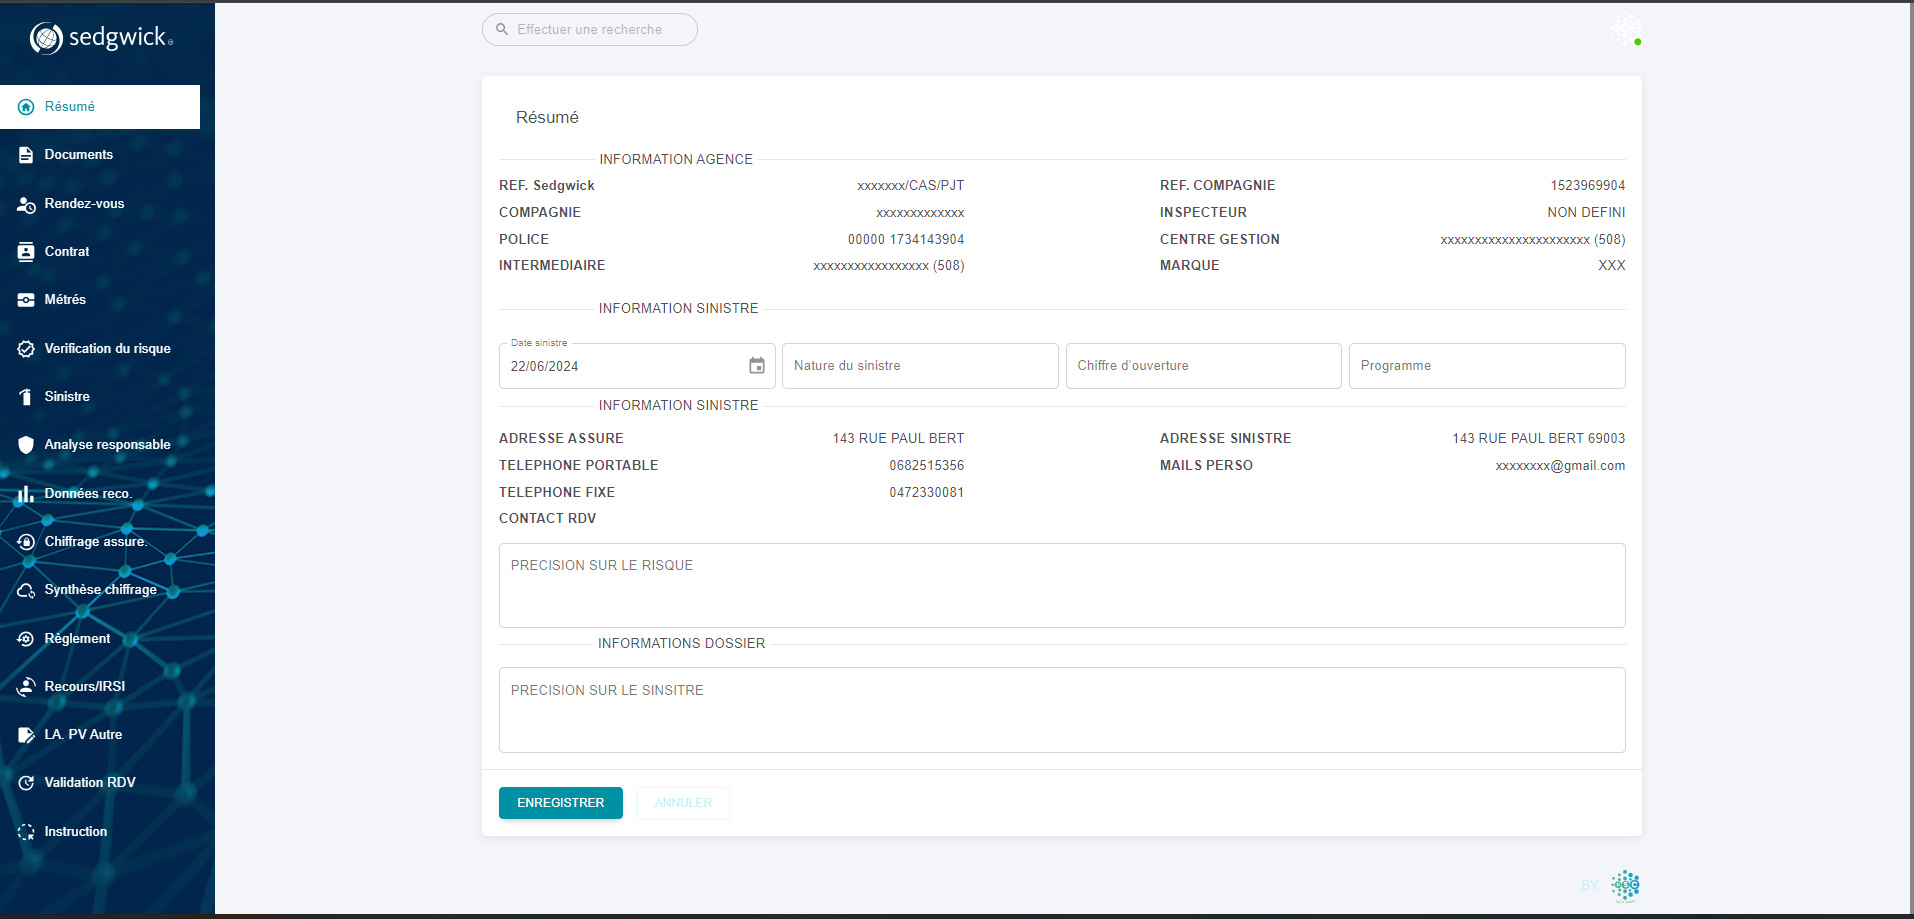 sedgwick®
Effectuer une recherche
Résumé
Documents
Rendez-vous
Contrat
Métrés
Verification du risque
Sinistre
Analyse responsable
Données reco.
Chiffrage assure.
Synthèse chiffrage
Règlement
Recours/IRSI
LA. PV Autre
Validation RDV
Instruction
Résumé
INFORMATION AGENCE
REF. Sedgwick xxxxxxx/CAS/PJT REF. COMPAGNIE 1523969904
COMPAGNIE xxxxxxxxxxxxx INSPECTEUR NON DEFINI
POLICE 00000 1734143904 CENTRE GESTION xxxxxxxxxxxxxxxxxxxxxx (508)
INTERMEDIAIRE xxxxxxxxxxxxxxxxx (508) MARQUE XXX
INFORMATION SINISTRE
Date sinistre
22/06/2024 Nature du sinistre Chiffre d'ouverture Programme
INFORMATION SINISTRE
ADRESSE ASSURE 143 RUE PAUL BERT ADRESSE SINISTRE 143 RUE PAUL BERT 69003
TELEPHONE PORTABLE 0682515356 MAILS PERSO xxxxxxxx@gmail.com
TELEPHONE FIXE 0472330081
CONTACT RDV
PRECISION SUR LE RISQUE
INFORMATIONS DOSSIER
PRECISION SUR LE SINSITRE
ENREGISTRER ANNULER
BY